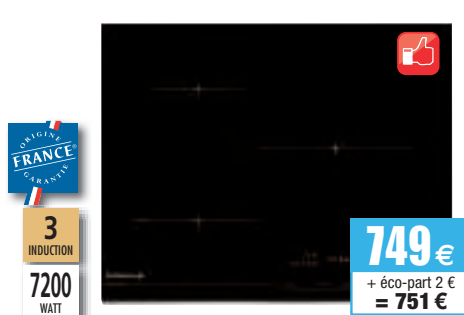 ORIGINE
FRANCE®
GARANTIE
3
INDUCTION
7200
WATT
749 €
+ éco-part 2 €
= 751 €